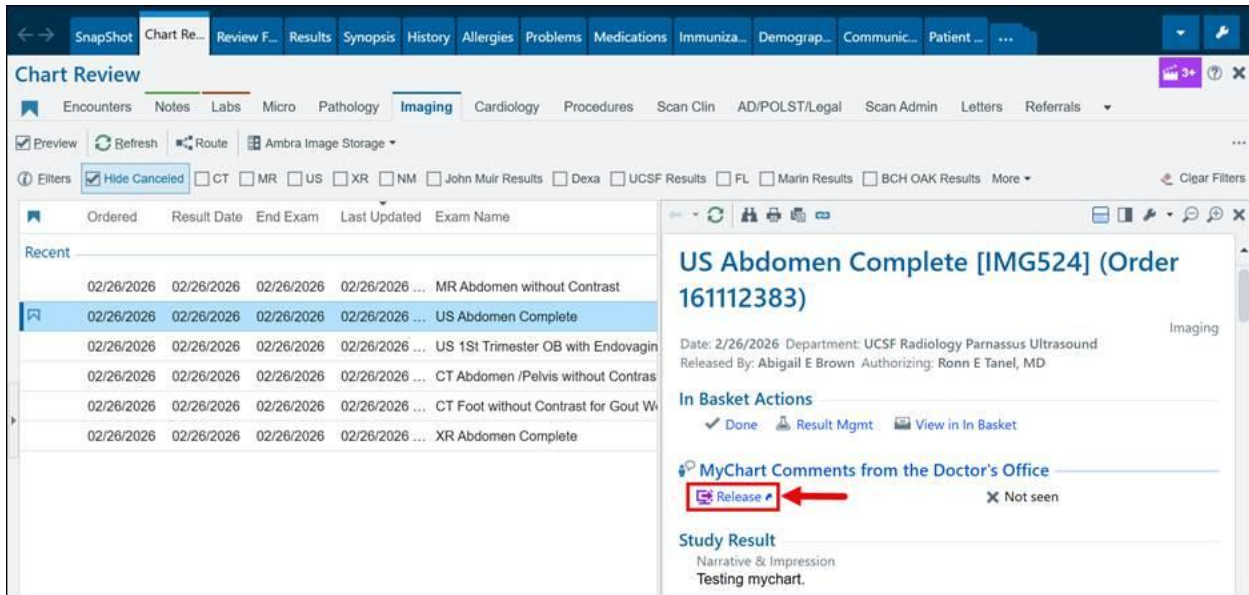 SnapShot Chart Re... Review F... Results Synopsis History Allergies Problems Medications Immuniza... Demograp... Communic... Patient ... ...
Chart Review 3+
Encounters Notes Labs Micro Pathology Imaging Cardiology Procedures Scan Clin AD/POLST/Legal Scan Admin Letters Referrals
Preview Refresh Route Ambra Image Storage ...
Filters Hide Canceled CT MR US XR NM John Muir Results Dexa UCSF Results FL Marin Results BCH OAK Results More Clear Filters
Ordered Result Date End Exam Last Updated Exam Name
Recent
02/26/2026 02/26/2026 02/26/2026 02/26/2026 ... MR Abdomen without Contrast
02/26/2026 02/26/2026 02/26/2026 02/26/2026 ... US Abdomen Complete
02/26/2026 02/26/2026 02/26/2026 02/26/2026 ... US 1St Trimester OB with Endovagin
02/26/2026 02/26/2026 02/26/2026 02/26/2026 ... CT Abdomen /Pelvis without Contras
02/26/2026 02/26/2026 02/26/2026 02/26/2026 ... CT Foot without Contrast for Gout W
02/26/2026 02/26/2026 02/26/2026 02/26/2026 ... XR Abdomen Complete
US Abdomen Complete [IMG524] (Order
161112383)
Imaging
Date: 2/26/2026 Department: UCSF Radiology Parnassus Ultrasound
Released By: Abigail E Brown Authorizing: Ronn E Tanel, MD
In Basket Actions
Done Result Mgmt View in In Basket
MyChart Comments from the Doctor's Office
Release Not seen
Study Result
Narrative & Impression
Testing mychart.